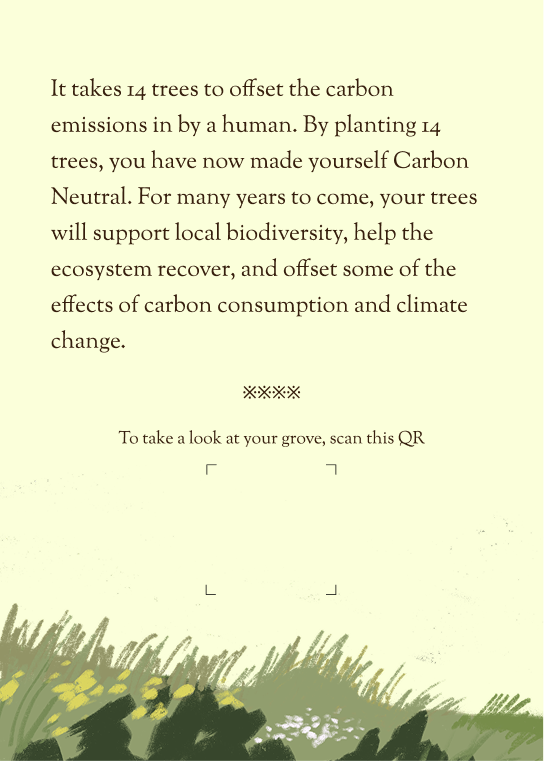 It takes 14 trees to offset the carbon
emissions in by a human. By planting 14
trees, you have now made yourself Carbon
Neutral. For many years to come, your trees
will support local biodiversity, help the
ecosystem recover, and offset some of the
effects of carbon consumption and climate
change.
※※※※
To take a look at your grove, scan this QR